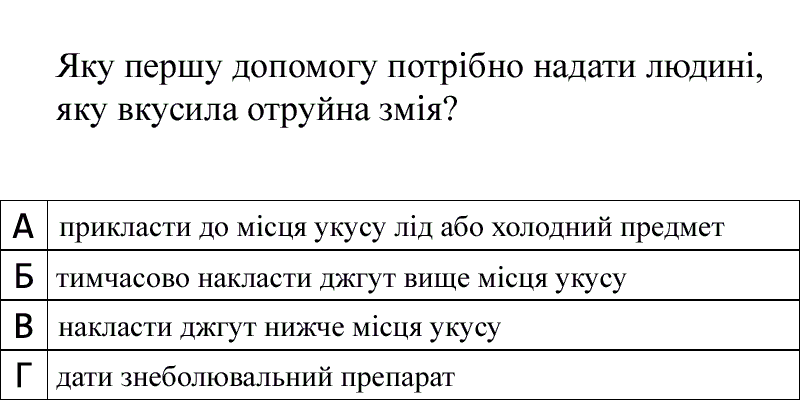 Яку першу допомогу потрібно надати людині,
яку вкусила отруйна змія?
А прикласти до місця укусу лід або холодний предмет
Б тимчасово накласти джгут вище місця укусу
В накласти джгут нижче місця укусу
Г дати знеболювальний препарат